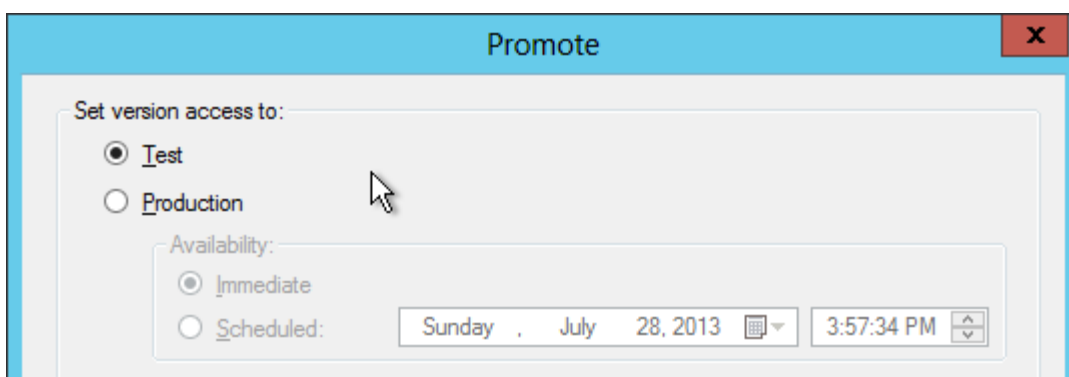 Promote
x
Set version access to:
Test
Production
Availability:
Immediate
Scheduled: Sunday , July 28, 2013 3:57:34 PM